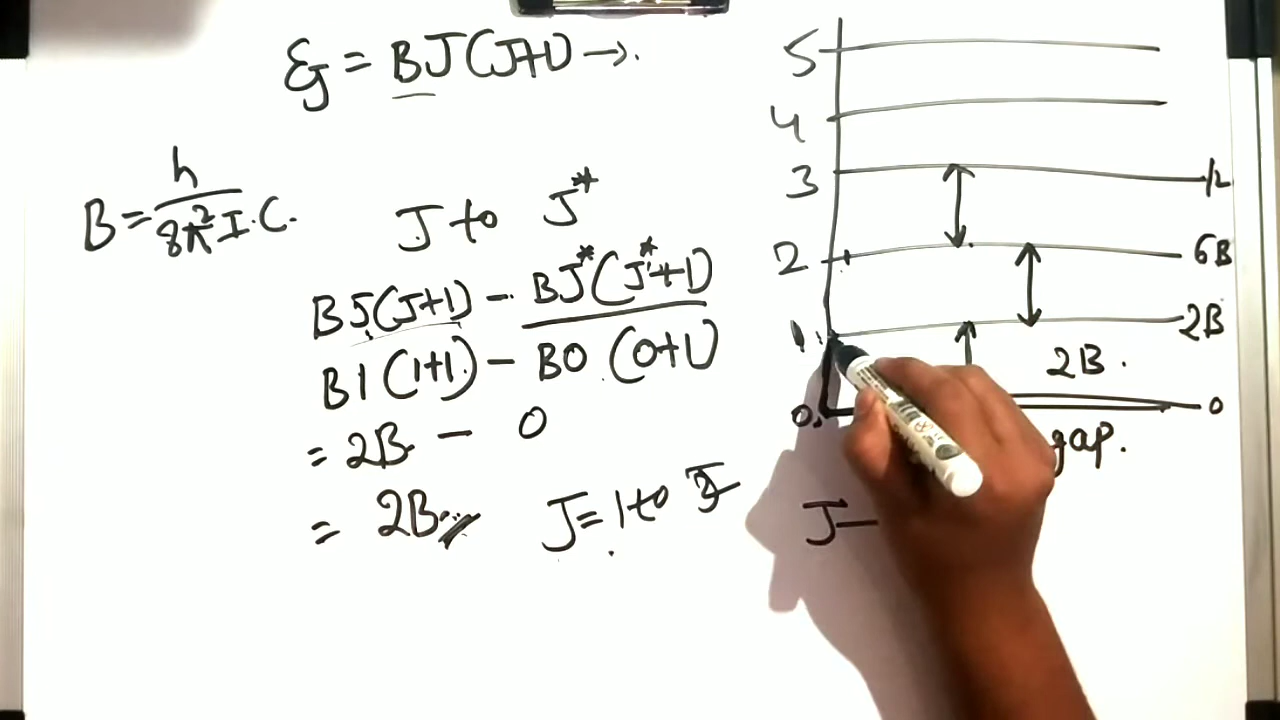 εJ = BJ(J+1) →.
B = h / 8π²I.C.
J to J*
BJ(J+1) - BJ*(J*+1)
B1(1+1) - B0.(0+1)
= 2B - 0
= 2B
J = 1 to
5
4
3 12
2 6B
1 2B
2B.
0 0
gap.
J-